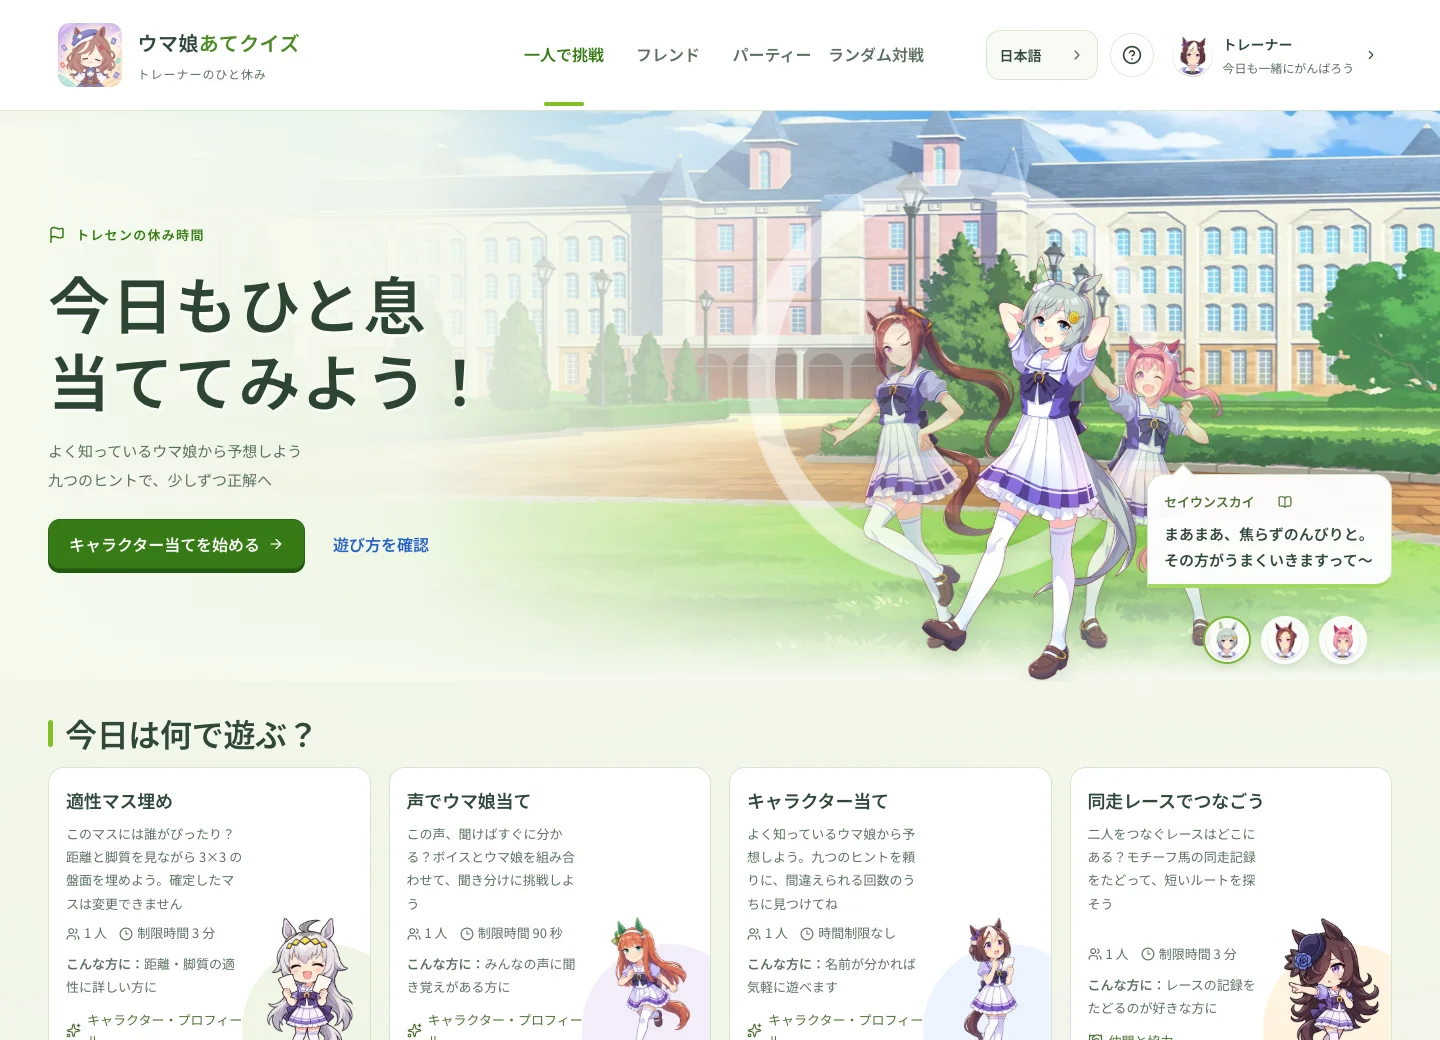 ウマ娘あてクイズ
トレーナーのひと休み
一人で挑戦
フレンド
パーティー
ランダム対戦
日本語
トレーナー
今日も一緒にがんばろう
トレセンの休み時間
今日もひと息
当ててみよう！
よく知っているウマ娘から予想しよう
九つのヒントで、少しずつ正解へ
キャラクター当てを始める
遊び方を確認
セイウンスカイ
まあまあ、焦らずのんびりと。
その方がうまくいきますって～
今日は何で遊ぶ？
適性マス埋め
このマスには誰がぴったり？
距離と脚質を見ながら 3×3 の
盤面を埋めよう。確定したマ
スは変更できません
1 人
制限時間 3 分
こんな方に：距離・脚質の適
性に詳しい方に
キャラクター・プロフィー
声でウマ娘当て
この声、聞けばすぐに分か
る？ボイスとウマ娘を組み合
わせて、聞き分けに挑戦しよ
う
1 人
制限時間 90 秒
こんな方に：みんなの声に聞
き覚えがある方に
キャラクター・プロフィー
キャラクター当て
よく知っているウマ娘から予
想しよう。九つのヒントを頼
りに、間違えられる回数のう
ちに見つけてね
1 人
時間制限なし
こんな方に：名前が分かれば
気軽に遊べます
キャラクター・プロフィー
同走レースでつなごう
二人をつなぐレースはどこに
ある？モチーフ馬の同走記録
をたどって、短いルートを探
そう
1 人
制限時間 3 分
こんな方に：レースの記録を
たどるのが好きな方に